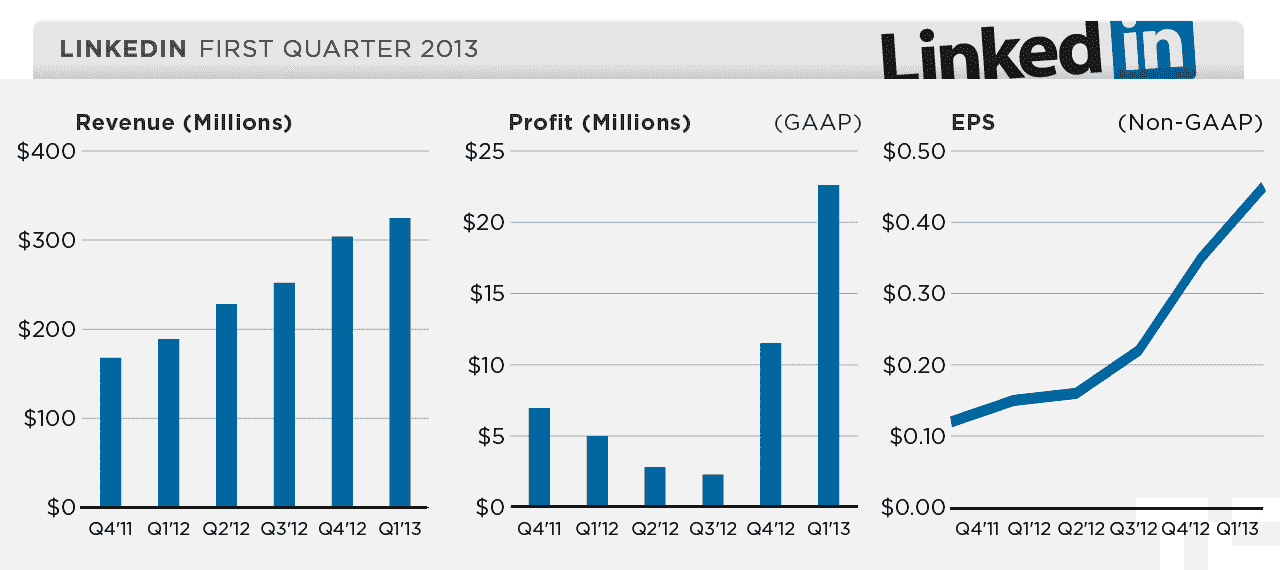 LINKEDIN FIRST QUARTER 2013
Linked in
Revenue (Millions)
$400
$300
$200
$100
$0
Q4'11 Q1'12 Q2'12 Q3'12 Q4'12 Q1'13
Profit (Millions) (GAAP)
$25
$20
$15
$10
$5
$0
Q4'11 Q1'12 Q2'12 Q3'12 Q4'12 Q1'13
EPS (Non-GAAP)
$0.50
$0.40
$0.30
$0.20
$0.10
$0.00
Q4'11 Q1'12 Q2'12 Q3'12 Q4'12 Q1'13